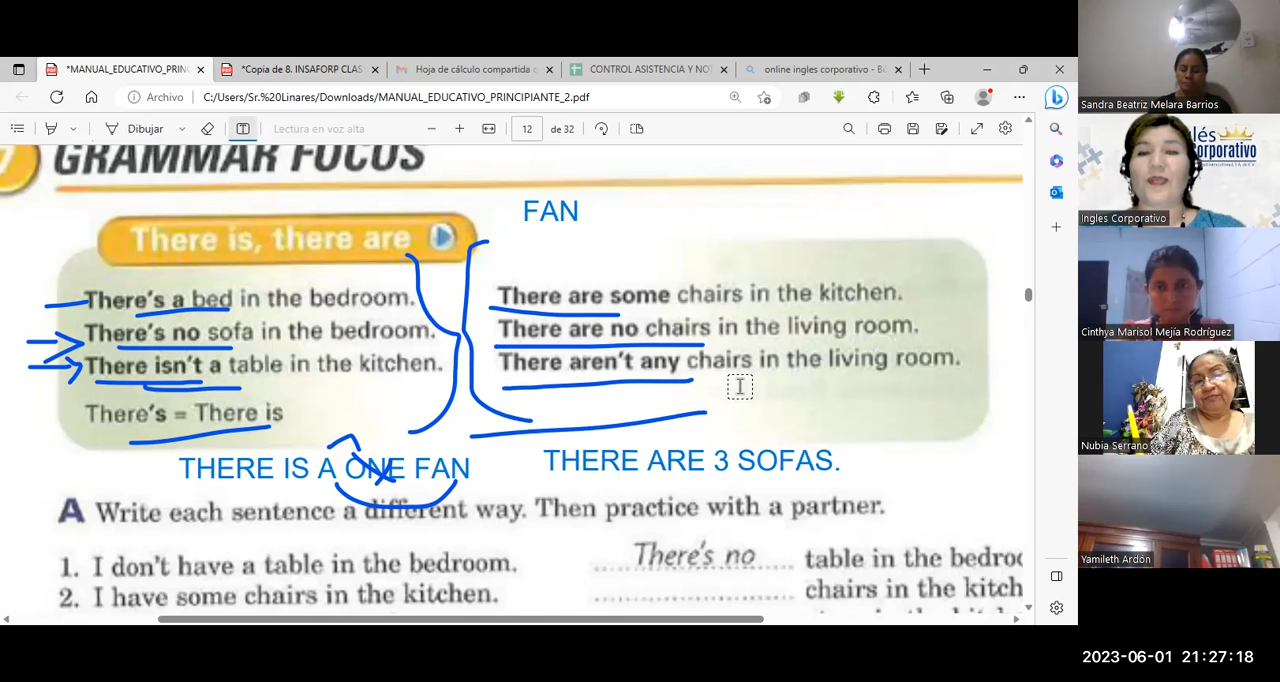 *MANUAL_EDUCATIVO_PRIN
*Copia de 8. INSAFORP CLAS
Hoja de cálculo compartida c
CONTROL ASISTENCIA Y NO
online ingles corporativo - B
Archivo
C:/Users/Sr.%20Linares/Downloads/MANUAL_EDUCATIVO_PRINCIPIANTE_2.pdf
Dibujar
Lectura en voz alta
12
de 32
GRAMMAR FOCUS
FAN
There is, there are
There's a bed in the bedroom.
There's no sofa in the bedroom.
There isn't a table in the kitchen.
There's = There is
There are some chairs in the kitchen.
There are no chairs in the living room.
There aren't any chairs in the living room.
THERE IS A ONE FAN
THERE ARE 3 SOFAS.
A Write each sentence a different way. Then practice with a partner.
1. I don't have a table in the bedroom.
There's no table in the bedroo
2. I have some chairs in the kitchen.
chairs in the kitch
Sandra Beatriz Melara Barrios
lés
orporativo
Ingles Corporativo
Cinthya Marisol Mejía Rodríguez
Nubia Serrano
Yamileth Ardón
2023-06-01 21:27:18